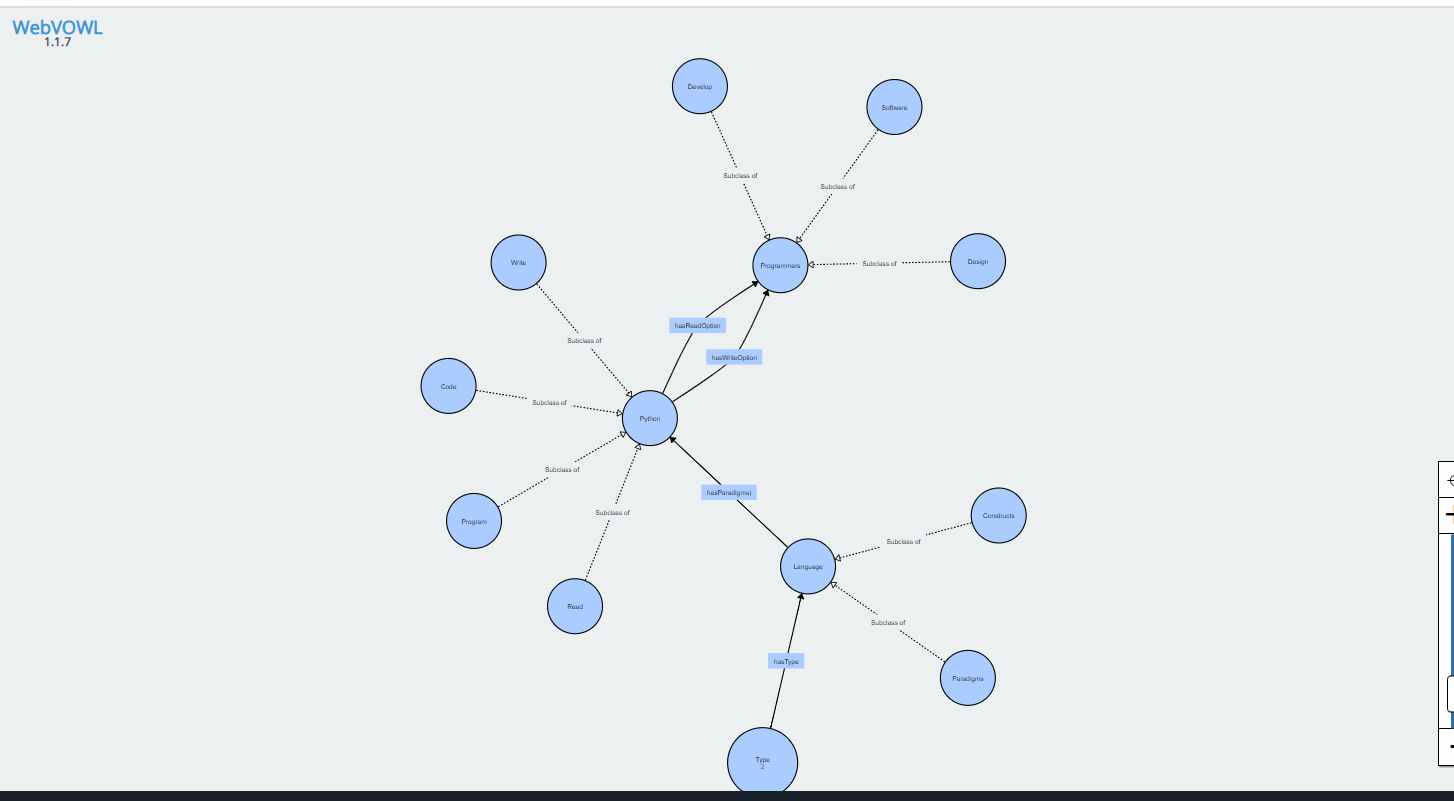 WebVOWL
1.1.7
Develop
Software
Subclass of
Subclass of
Write
Programmers
Subclass of
Design
hasReadOption
Subclass of
hasWriteOption
Code
Subclass of
Python
Subclass of
hasParadigms)
Program
Subclass of
Constructs
Subclass of
Language
Read
Subclass of
hasType
Paradigms
Type
2